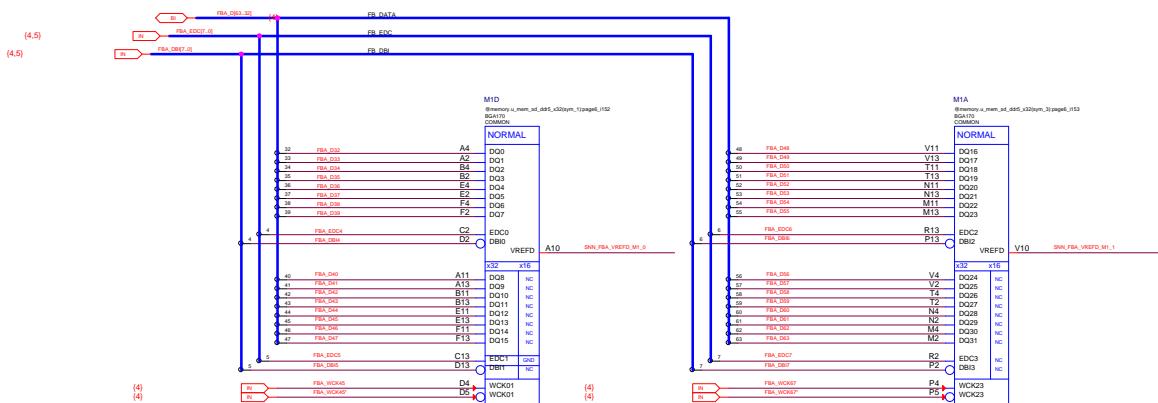 BI FBA_D[63..32] FB_DATA
{4,5} IN FBA_EDC[7..0] FB_EDC
{4,5} IN FBA_DBI[7..0] FB_DBI
M1D
@memory.u_mem_sd_ddr5_x32(sym_1):page6_i152
BGA170
COMMON
NORMAL
32 FBA_D32 A4 DQ0
33 FBA_D33 A2 DQ1
34 FBA_D34 B4 DQ2
35 FBA_D35 B2 DQ3
36 FBA_D36 E4 DQ4
37 FBA_D37 E2 DQ5
38 FBA_D38 F4 DQ6
39 FBA_D39 F2 DQ7
4 FBA_EDC4 C2 EDC0
4 FBA_DBI4 D2 DBI0
VREFD A10 SNN_FBA_VREFD_M1_0
x32 x16
40 FBA_D40 A11 DQ8 NC
41 FBA_D41 A13 DQ9 NC
42 FBA_D42 B11 DQ10 NC
43 FBA_D43 B13 DQ11 NC
44 FBA_D44 E11 DQ12 NC
45 FBA_D45 E13 DQ13 NC
46 FBA_D46 F11 DQ14 NC
47 FBA_D47 F13 DQ15 NC
5 FBA_EDC5 C13 EDC1 GND
5 FBA_DBI5 D13 DBI1 NC
{4} IN FBA_WCK45 D4 WCK01
{4} IN FBA_WCK45* D5 WCK01
M1A
@memory.u_mem_sd_ddr5_x32(sym_3):page6_i153
BGA170
COMMON
NORMAL
48 FBA_D48 V11 DQ16
49 FBA_D49 V13 DQ17
50 FBA_D50 T11 DQ18
51 FBA_D51 T13 DQ19
52 FBA_D52 N11 DQ20
53 FBA_D53 N13 DQ21
54 FBA_D54 M11 DQ22
55 FBA_D55 M13 DQ23
6 FBA_EDC6 R13 EDC2
6 FBA_DBI6 P13 DBI2
VREFD V10 SNN_FBA_VREFD_M1_1
x32 x16
56 FBA_D56 V4 DQ24 NC
57 FBA_D57 V2 DQ25 NC
58 FBA_D58 T4 DQ26 NC
59 FBA_D59 T2 DQ27 NC
60 FBA_D60 N4 DQ28 NC
61 FBA_D61 N2 DQ29 NC
62 FBA_D62 M4 DQ30 NC
63 FBA_D63 M2 DQ31 NC
7 FBA_EDC7 R2 EDC3 NC
7 FBA_DBI7 P2 DBI3 NC
{4} IN FBA_WCK67 P4 WCK23
{4} IN FBA_WCK67* P5 WCK23